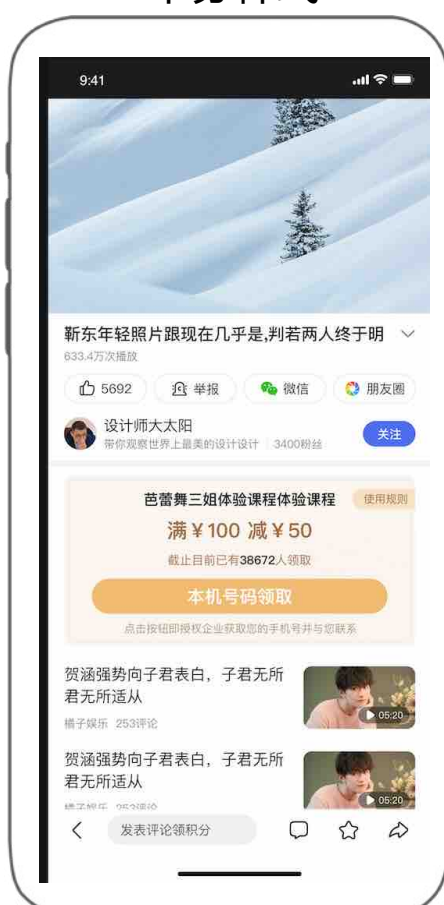 9:41
靳东年轻照片跟现在几乎是,判若两人终于明
633.4万次播放
5692
举报
微信
朋友圈
设计师大太阳
带你观察世界上最美的设计设计 3400粉丝
关注
芭蕾舞三姐体验课程体验课程
使用规则
满¥100 减¥50
截止目前已有38672人领取
本机号码领取
点击按钮即授权企业获取您的手机号并与您联系
贺涵强势向子君表白，子君无所
君无所适从
橘子娱乐 253评论
05:20
贺涵强势向子君表白，子君无所
君无所适从
橘子娱乐 253评论
05:20
发表评论领积分